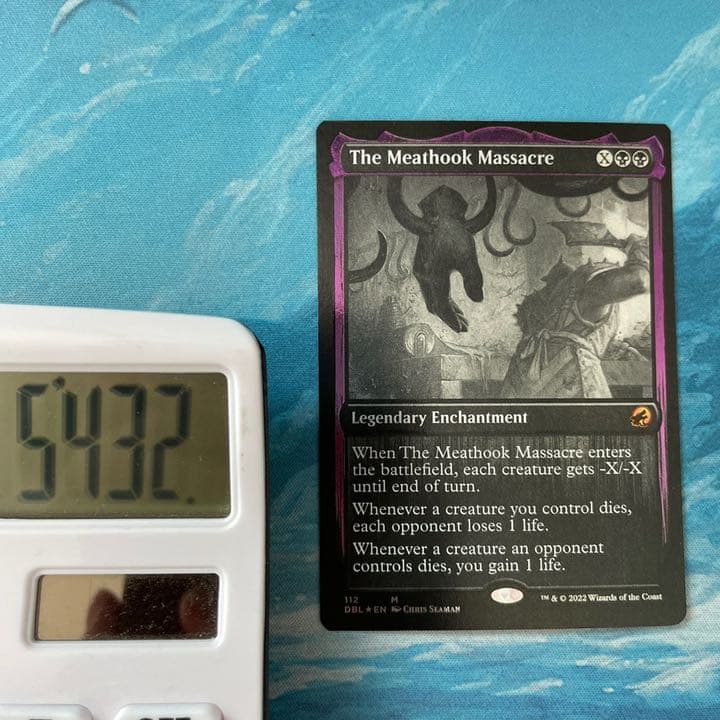 The Meathook Massacre X
5'432.
Legendary Enchantment
When The Meathook Massacre enters
the battlefield, each creature gets -X/-X
until end of turn.
Whenever a creature you control dies,
each opponent loses 1 life.
Whenever a creature an opponent
controls dies, you gain 1 life.
112 M
DBL ★ EN Chris Seaman
™ & © 2022 Wizards of the Coast